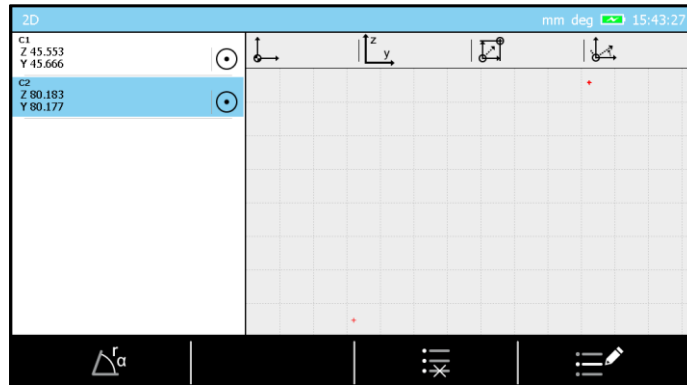 2D
mm deg 15:43:27
C1
Z 45.553
Y 45.666
C2
Z 80.183
Y 80.177
z
y
r
α